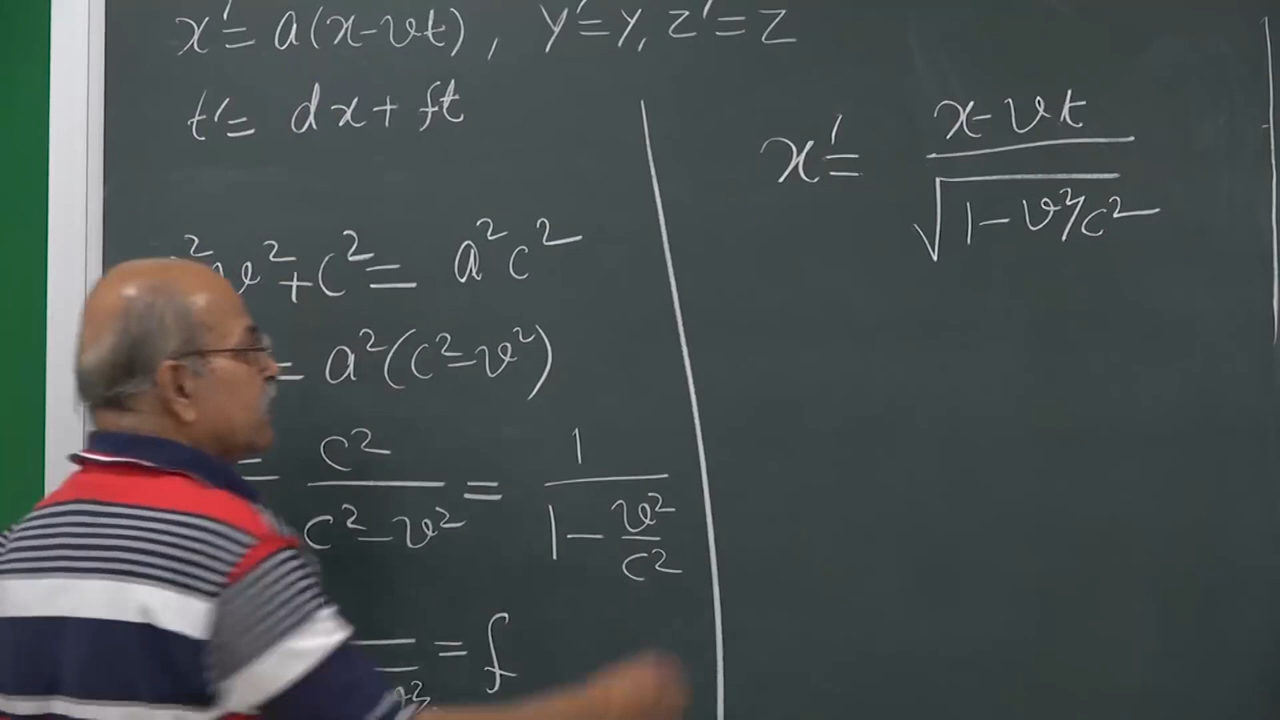 x′ = a(x-vt), y′=y, z′=z
t′= dx + ft
²v²+c² = a²c²
= a²(c²-v²)
= c²/(c²-v²) = 1/(1-v²/c²)
= f
x′ = (x-vt)/√(1-v²/c²)